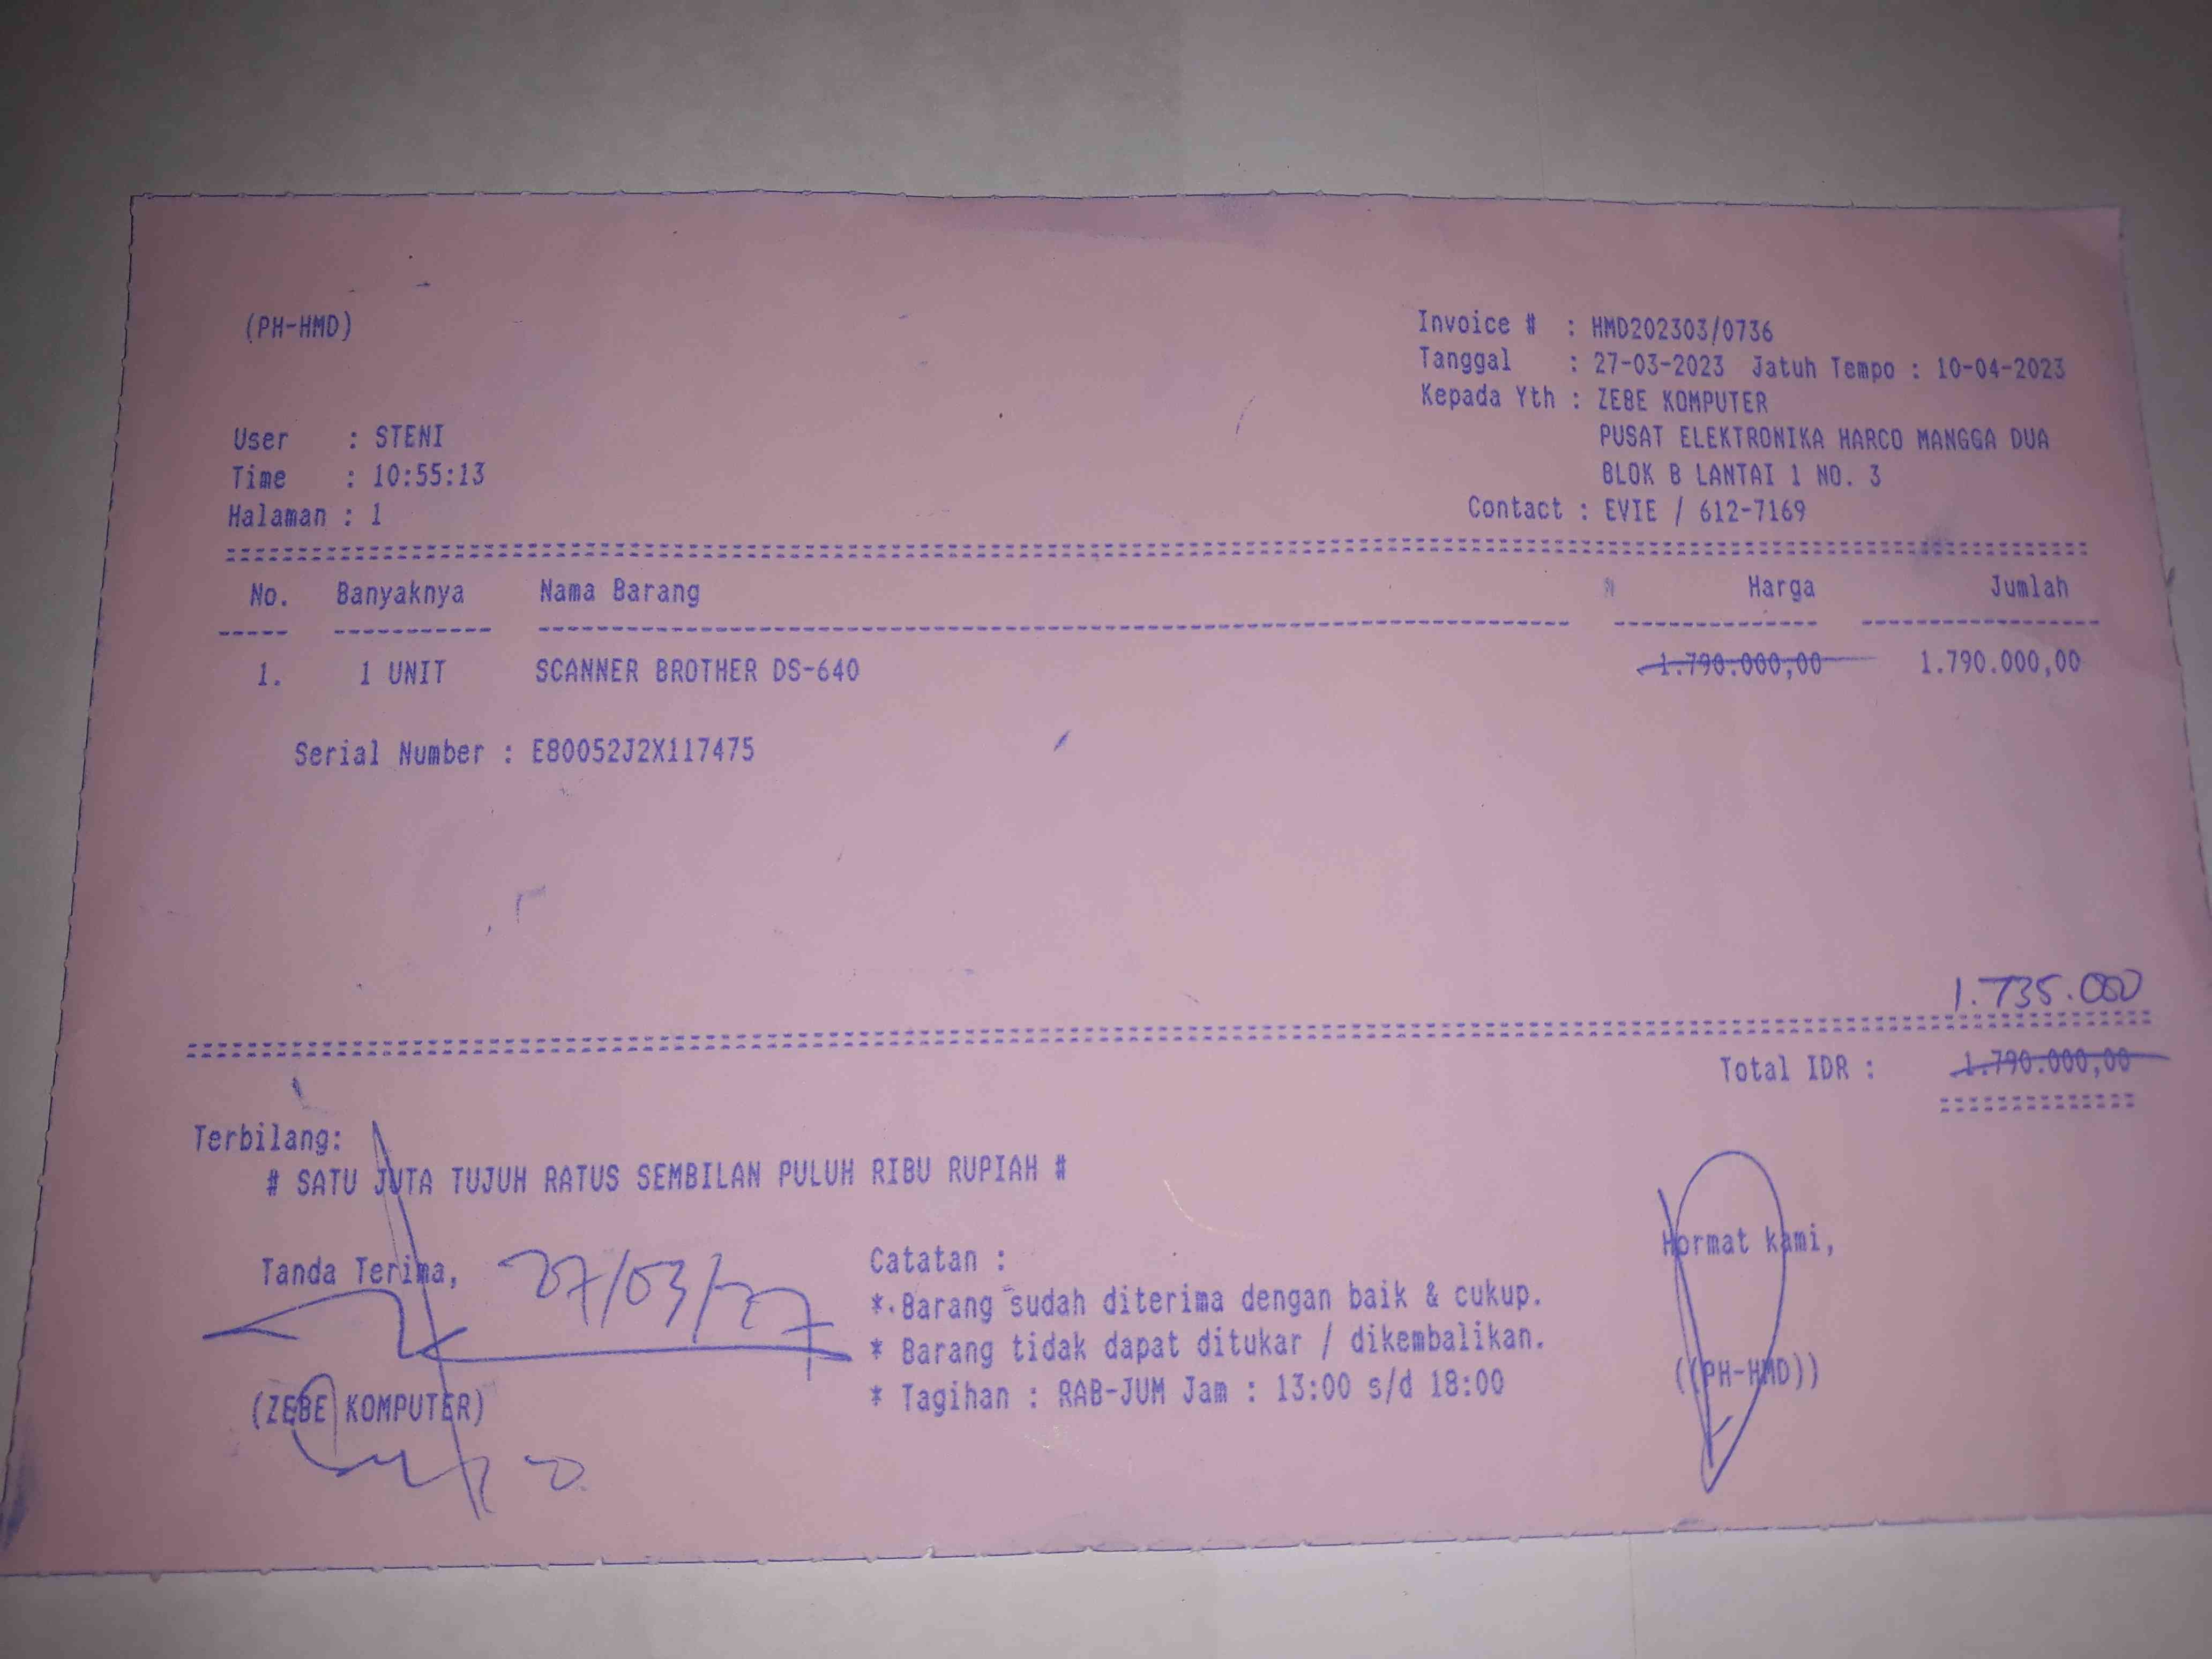 (PH-HMD)
Invoice # : HMD202303/0736
Tanggal : 27-03-2023 Jatuh Tempo : 10-04-2023
Kepada Yth : ZEBE KOMPUTER
PUSAT ELEKTRONIKA HARCO MANGGA DUA
BLOK B LANTAI 1 NO. 3
Contact : EVIE / 612-7169
User : STENI
Time : 10:55:13
Halaman : 1
No. Banyaknya Nama Barang Harga Jumlah
1. 1 UNIT SCANNER BROTHER DS-640 1.790.000,00 1.790.000,00
Serial Number : E80052J2X117475
1.735.000
Total IDR : 1.790.000,00
Terbilang:
# SATU JUTA TUJUH RATUS SEMBILAN PULUH RIBU RUPIAH #
Tanda Terima,
(ZEBE KOMPUTER)
Catatan :
* Barang sudah diterima dengan baik & cukup.
* Barang tidak dapat ditukar / dikembalikan.
* Tagihan : RAB-JUM Jam : 13:00 s/d 18:00
Hormat kami,
((PH-HMD))